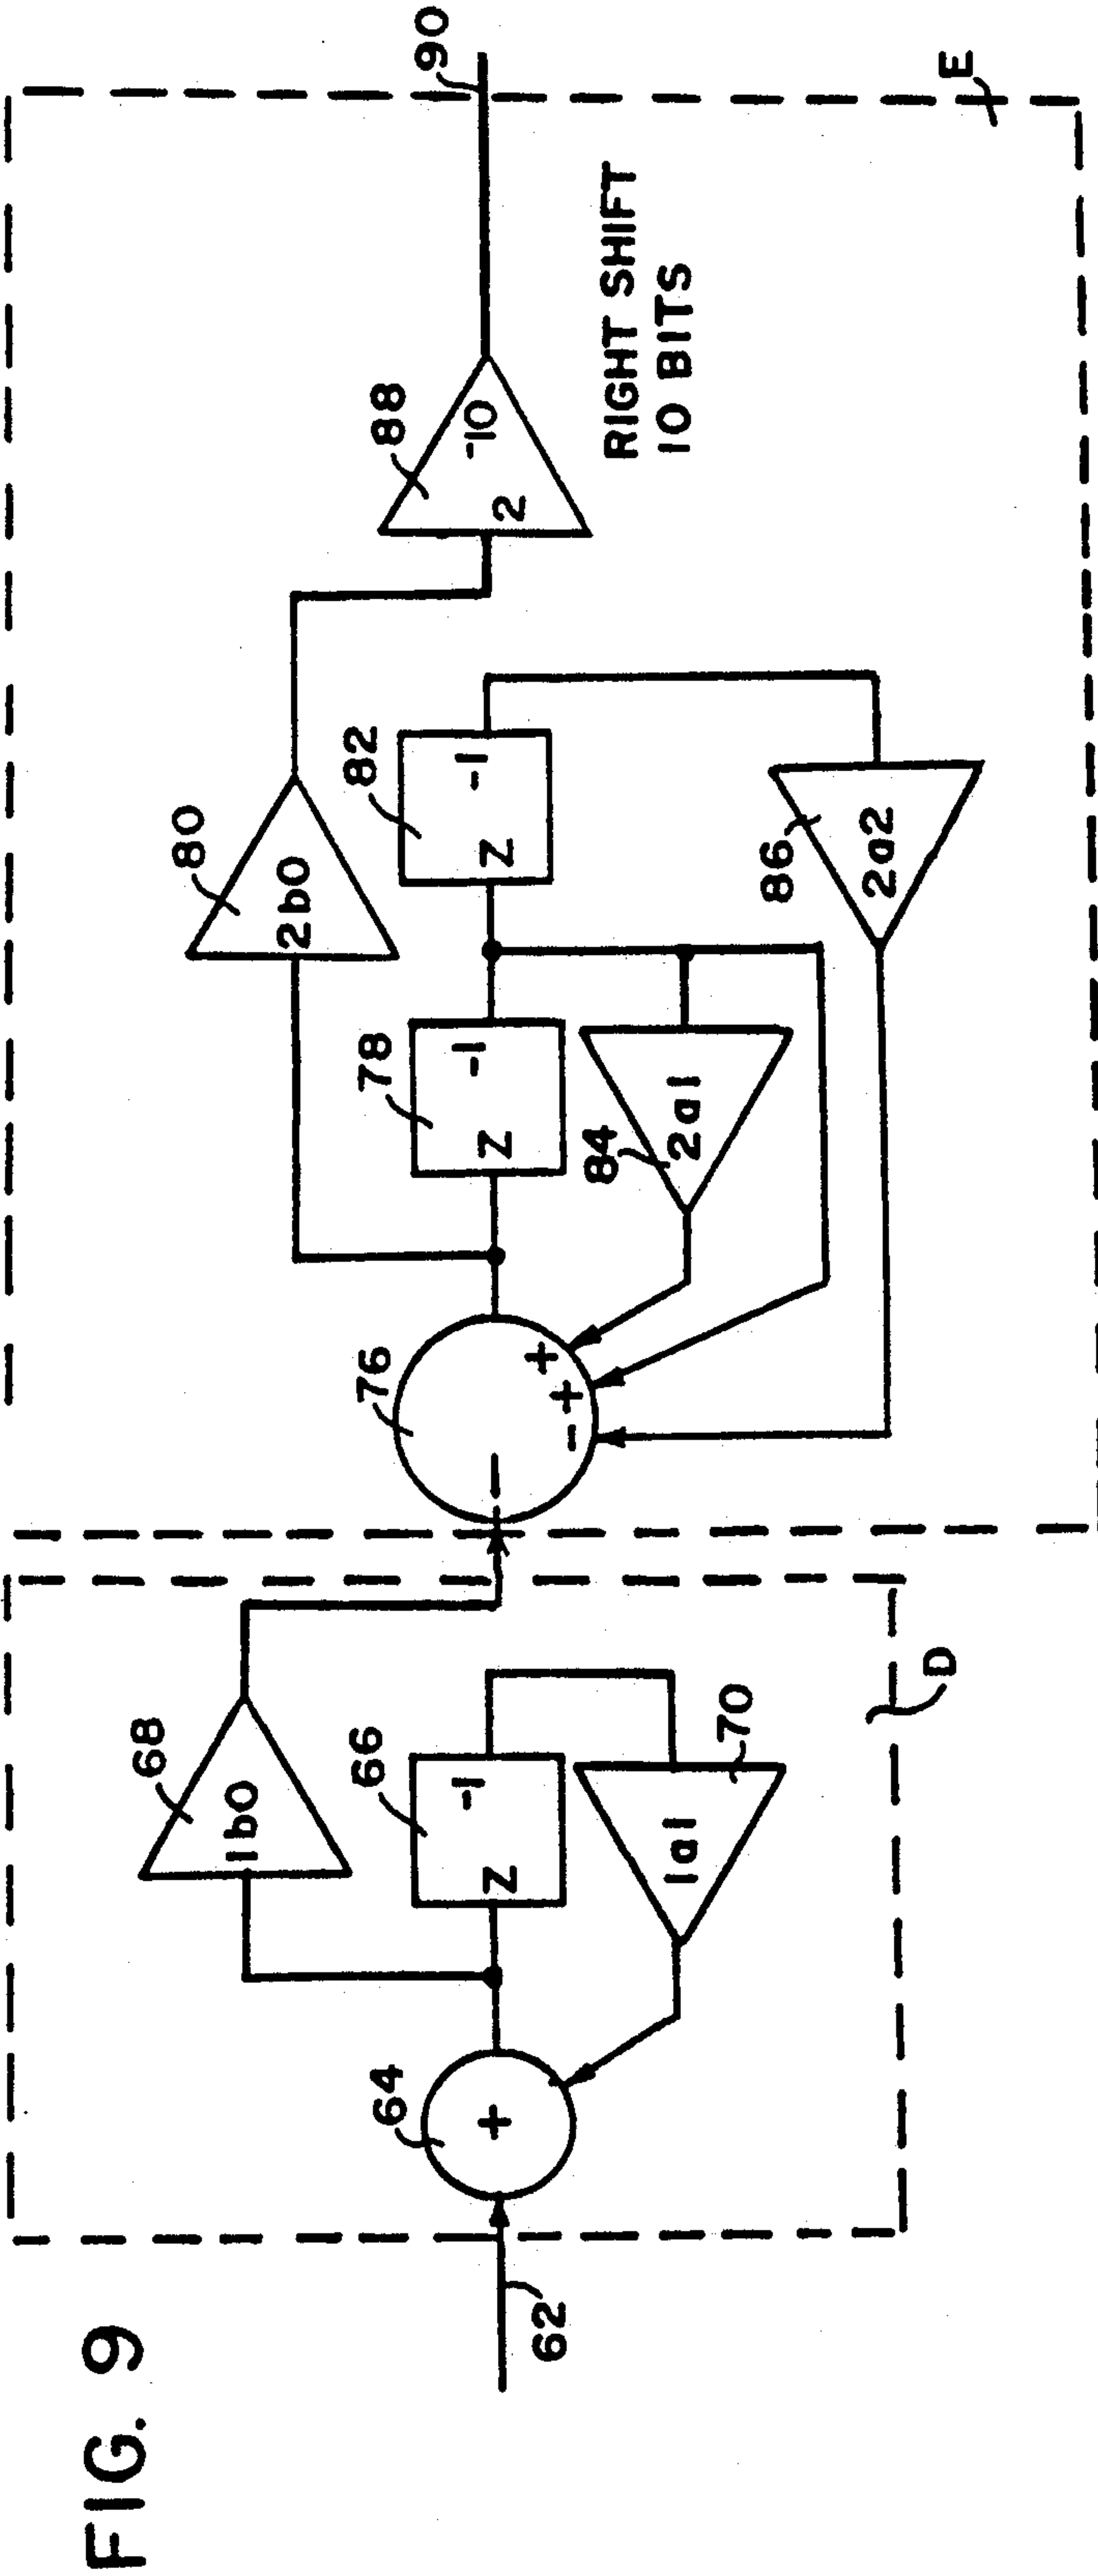 FIG. 9
62
64
+
66
Z -1
68
1b0
70
1a1
D
76
-
- + +
78
Z -1
80
2b0
82
Z -1
84
2a1
86
2a2
88
2 -10
RIGHT SHIFT
10 BITS
90
E